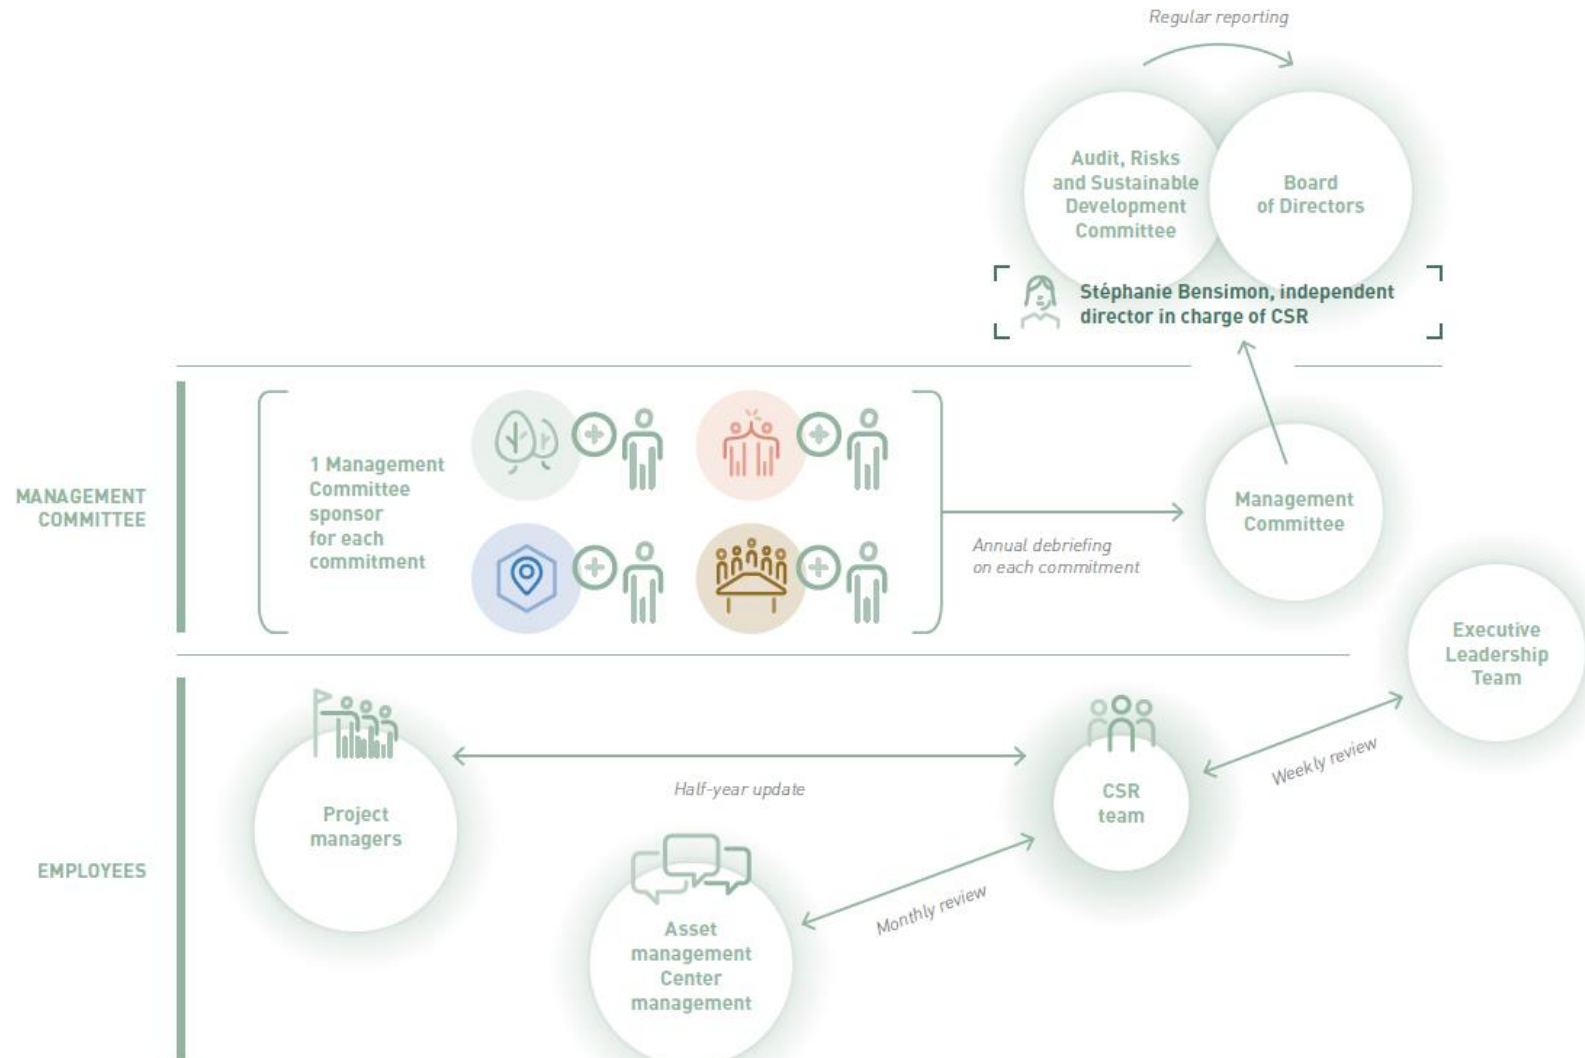 Regular reporting
Audit, Risks
and Sustainable
Development
Committee
Board
of Directors
Stéphanie Bensimon, independent
director in charge of CSR
MANAGEMENT
COMMITTEE
1 Management
Committee
sponsor
for each
commitment
Annual debriefing
on each commitment
Management
Committee
Executive
Leadership
Team
EMPLOYEES
Project
managers
Half-year update
CSR
team
Weekly review
Monthly review
Asset
management
Center
management